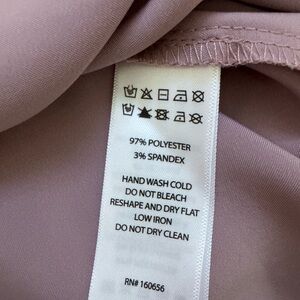 97% POLYESTER
3% SPANDEX
HAND WASH COLD
DO NOT BLEACH
RESHAPE AND DRY FLAT
LOW IRON
DO NOT DRY CLEAN
RN# 160656